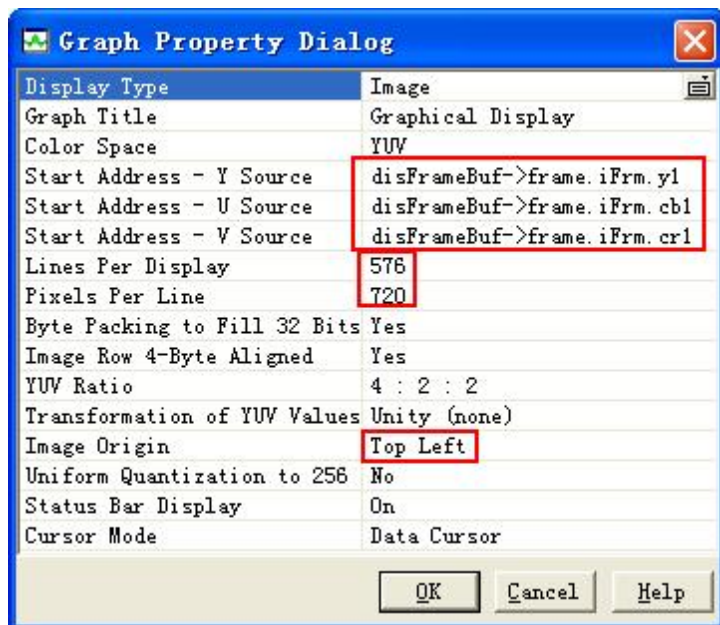 Graph Property Dialog
Display Type Image
Graph Title Graphical Display
Color Space YUV
Start Address - Y Source disFrameBuf->frame.iFrm.y1
Start Address - U Source disFrameBuf->frame.iFrm.cb1
Start Address - V Source disFrameBuf->frame.iFrm.cr1
Lines Per Display 576
Pixels Per Line 720
Byte Packing to Fill 32 Bits Yes
Image Row 4-Byte Aligned Yes
YUV Ratio 4 : 2 : 2
Transformation of YUV Values Unity (none)
Image Origin Top Left
Uniform Quantization to 256 No
Status Bar Display On
Cursor Mode Data Cursor
OK Cancel Help